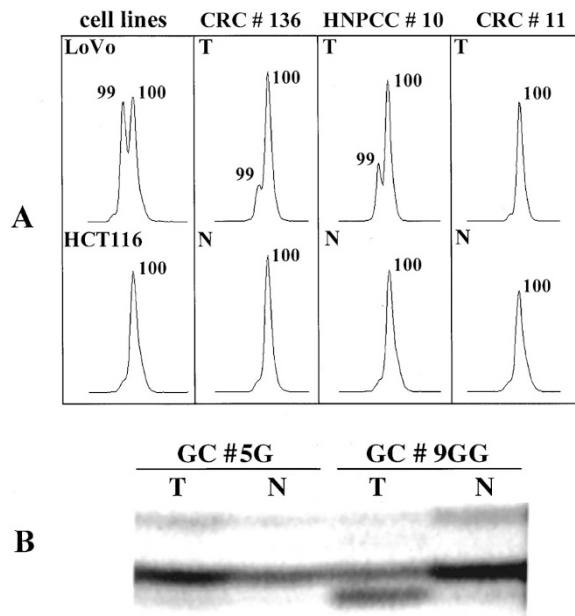 cell lines CRC # 136 HNPCC # 10 CRC # 11
LoVo T T T
99 100 99 100 99 100 100
A
HCT116 N N N
100 100 100 100
GC #5G GC # 9GG
T N T N
B